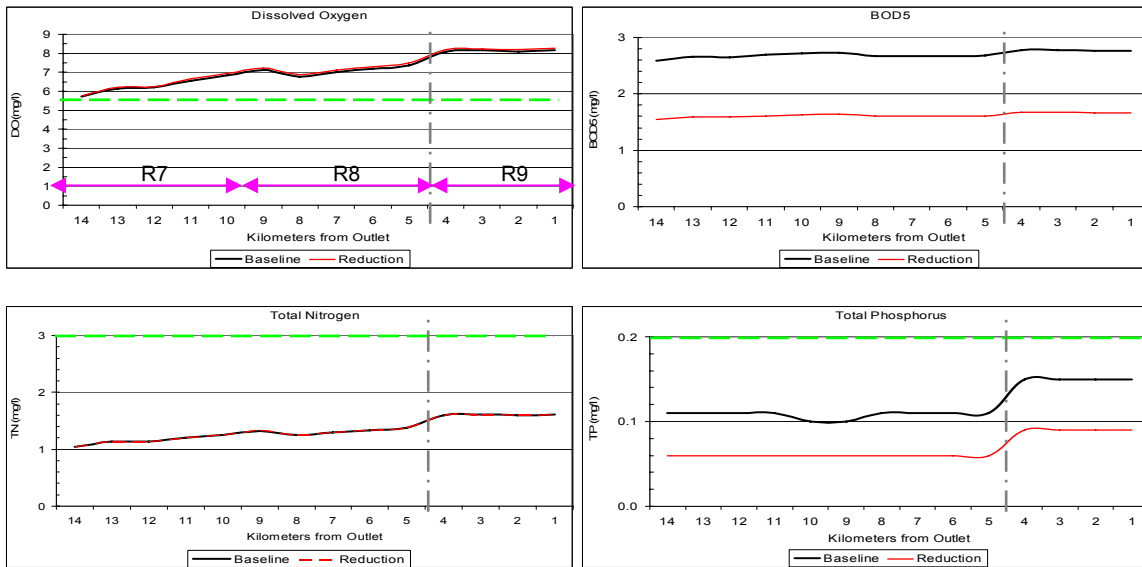 Dissolved Oxygen
DO(mg/l)
9
8
7
6
5
4
3
2
1
0
R7 R8 R9
14 13 12 11 10 9 8 7 6 5 4 3 2 1
Kilometers from Outlet
Baseline Reduction
BOD5
BOD5 (mg/l)
3
2
1
0
14 13 12 11 10 9 8 7 6 5 4 3 2 1
Kilometers from Outlet
Baseline Reduction
Total Nitrogen
TN(mg/l)
3
2
1
0
14 13 12 11 10 9 8 7 6 5 4 3 2 1
Kilometers from Outlet
Baseline Reduction
Total Phosphorus
TP(mg/l)
0.2
0.1
0.0
14 13 12 11 10 9 8 7 6 5 4 3 2 1
Kilometers from Outlet
Baseline Reduction